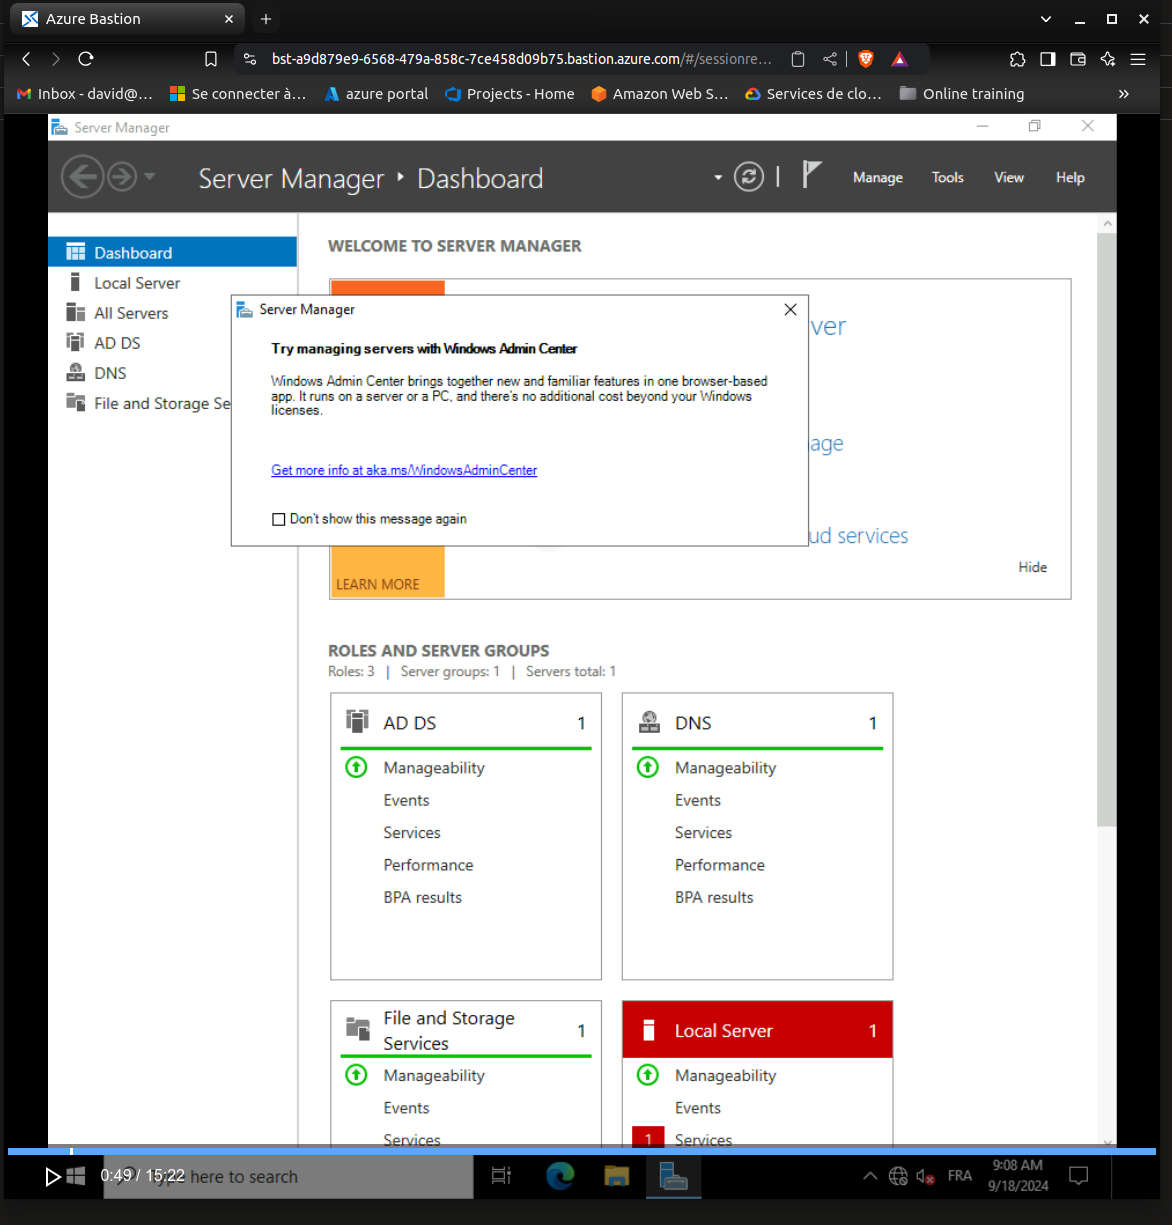 Azure Bastion
bst-a9d879e9-6568-479a-858c-7ce458d09b75.bastion.azure.com/#/sessionre...
Inbox - david@... Se connecter à... azure portal Projects - Home Amazon Web S... Services de clo... Online training »
Server Manager
Server Manager ‣ Dashboard
Manage Tools View Help
Dashboard
Local Server
All Servers
AD DS
DNS
File and Storage Se
WELCOME TO SERVER MANAGER
Server Manager
Try managing servers with Windows Admin Center
Windows Admin Center brings together new and familiar features in one browser-based
app. It runs on a server or a PC, and there's no additional cost beyond your Windows
licenses.
Get more info at aka.ms/WindowsAdminCenter
Don't show this message again
ver
age
ud services
Hide
LEARN MORE
ROLES AND SERVER GROUPS
Roles: 3 | Server groups: 1 | Servers total: 1
AD DS 1
Manageability
Events
Services
Performance
BPA results
DNS 1
Manageability
Events
Services
Performance
BPA results
File and Storage
Services 1
Manageability
Events
Services
Local Server 1
Manageability
Events
1 Services
0:49 / 15:22
here to search
FRA
9:08 AM
9/18/2024